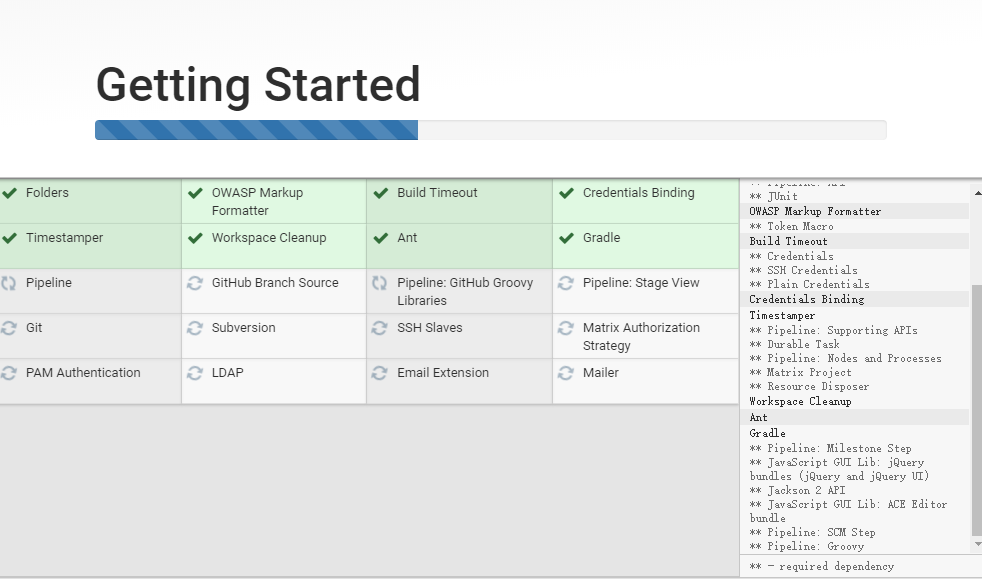 Getting Started
Folders
OWASP Markup
Formatter
Build Timeout
Credentials Binding
Timestamper
Workspace Cleanup
Ant
Gradle
Pipeline
GitHub Branch Source
Pipeline: GitHub Groovy
Libraries
Pipeline: Stage View
Git
Subversion
SSH Slaves
Matrix Authorization
Strategy
PAM Authentication
LDAP
Email Extension
Mailer
** Pipeline: API
** JUnit
OWASP Markup Formatter
** Token Macro
Build Timeout
** Credentials
** SSH Credentials
** Plain Credentials
Credentials Binding
Timestamper
** Pipeline: Supporting APIs
** Durable Task
** Pipeline: Nodes and Processes
** Matrix Project
** Resource Disposer
Workspace Cleanup
Ant
Gradle
** Pipeline: Milestone Step
** JavaScript GUI Lib: jQuery
bundles (jQuery and jQuery UI)
** Jackson 2 API
** JavaScript GUI Lib: ACE Editor
bundle
** Pipeline: SCM Step
** Pipeline: Groovy
** - required dependency